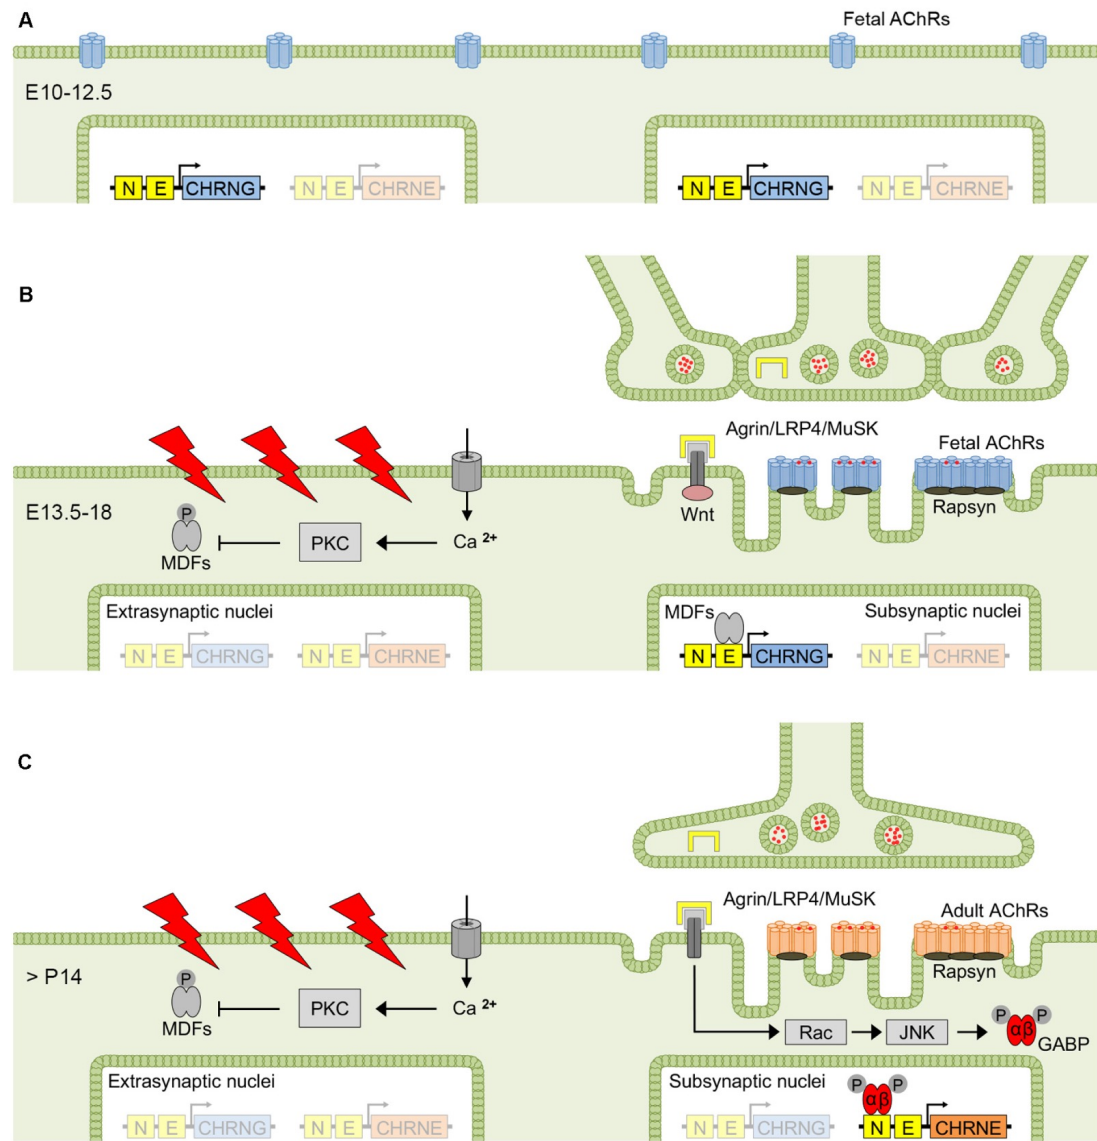 A
Fetal AChRs
E10-12.5
N E CHRNG N E CHRNE
N E CHRNG N E CHRNE
B
Agrin/LRP4/MuSK
Fetal AChRs
Rapsyn
Wnt
E13.5-18
P
MDFs
PKC
Ca 2+
Extrasynaptic nuclei
N E CHRNG N E CHRNE
MDFs
Subsynaptic nuclei
N E CHRNG N E CHRNE
C
Agrin/LRP4/MuSK
Adult AChRs
Rapsyn
> P14
P
MDFs
PKC
Ca 2+
Rac
JNK
P P
αβ
GABP
Extrasynaptic nuclei
N E CHRNG N E CHRNE
Subsynaptic nuclei
P P
αβ
N E CHRNG N E CHRNE